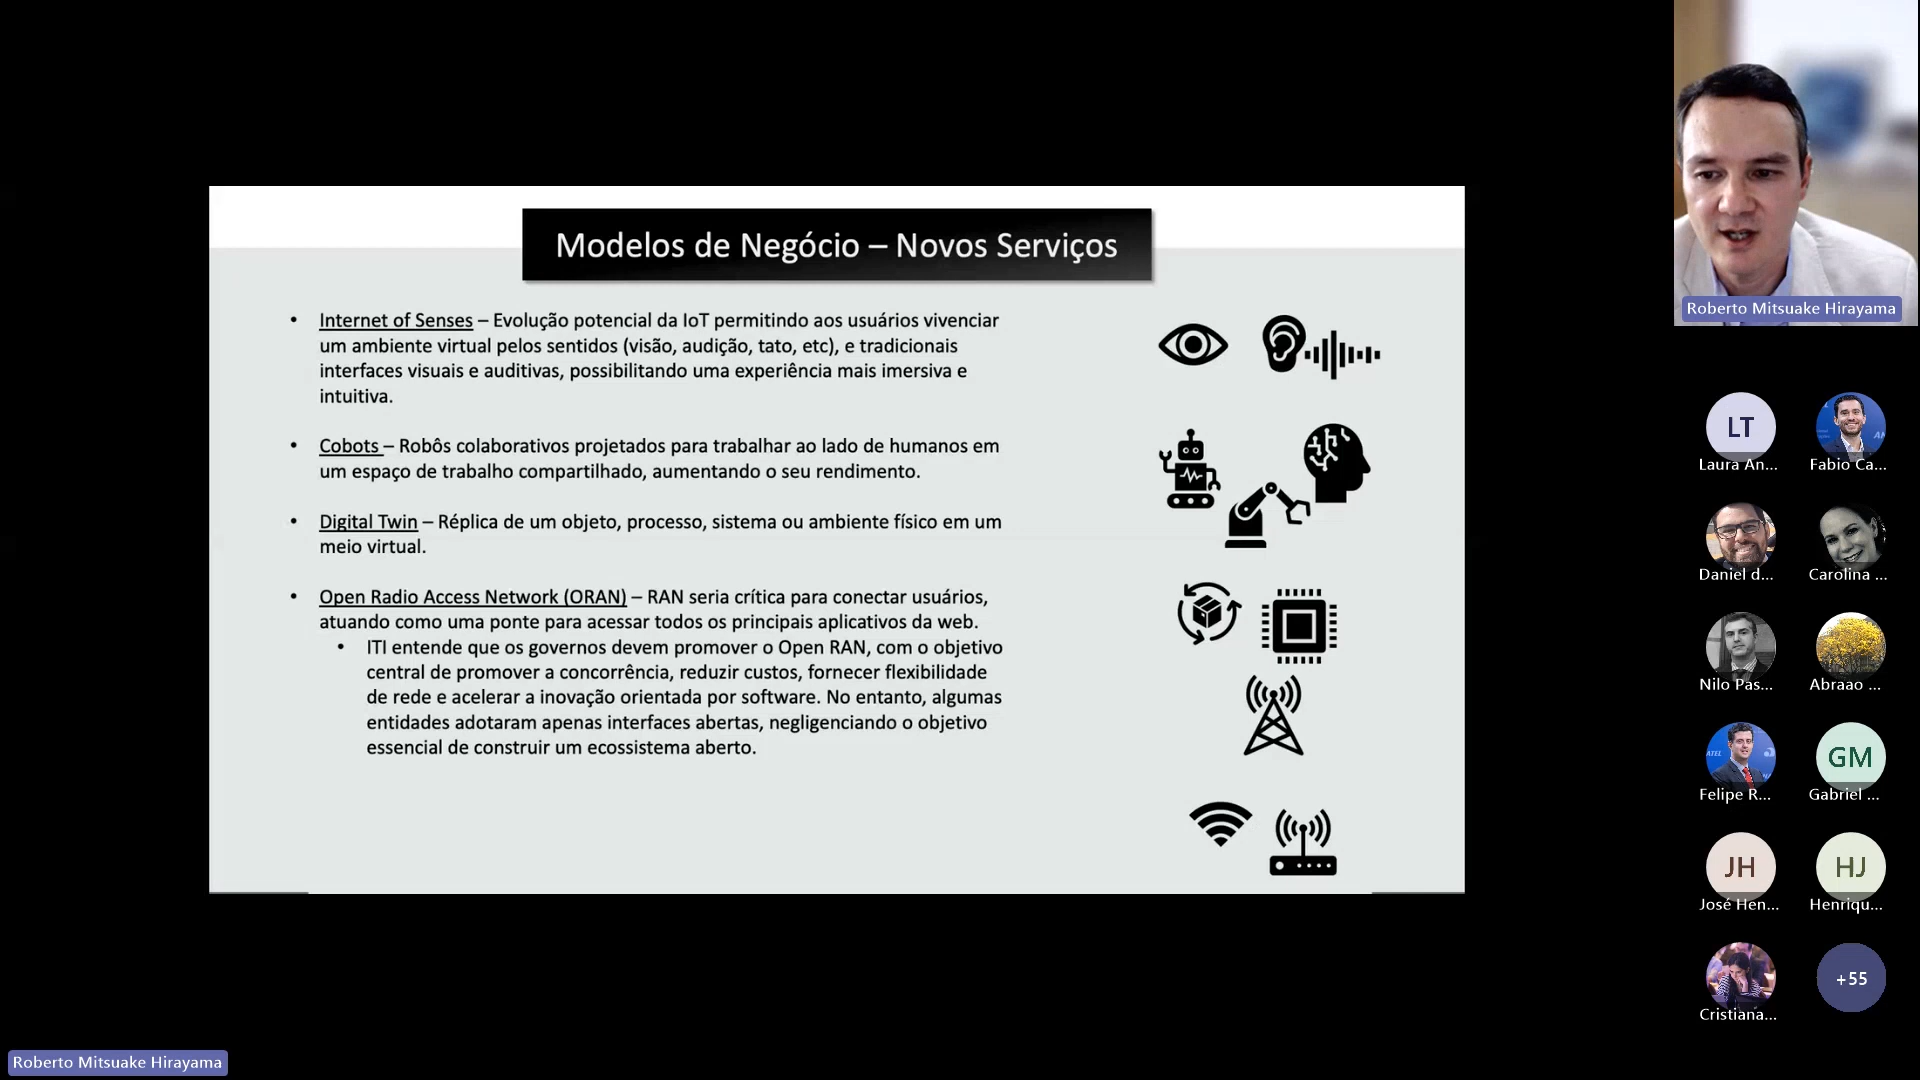 Modelos de Negócio – Novos Serviços
• Internet of Senses – Evolução potencial da IoT permitindo aos usuários vivenciar
um ambiente virtual pelos sentidos (visão, audição, tato, etc), e tradicionais
interfaces visuais e auditivas, possibilitando uma experiência mais imersiva e
intuitiva.
• Cobots – Robôs colaborativos projetados para trabalhar ao lado de humanos em
um espaço de trabalho compartilhado, aumentando o seu rendimento.
• Digital Twin – Réplica de um objeto, processo, sistema ou ambiente físico em um
meio virtual.
• Open Radio Access Network (ORAN) – RAN seria crítica para conectar usuários,
atuando como uma ponte para acessar todos os principais aplicativos da web.
• ITI entende que os governos devem promover o Open RAN, com o objetivo
central de promover a concorrência, reduzir custos, fornecer flexibilidade
de rede e acelerar a inovação orientada por software. No entanto, algumas
entidades adotaram apenas interfaces abertas, negligenciando o objetivo
essencial de construir um ecossistema aberto.
Roberto Mitsuake Hirayama
LT
Laura An...
Fabio Ca...
Daniel d...
Carolina ...
Nilo Pas...
Abraao ...
Felipe R...
GM
Gabriel ...
JH
José Hen...
HJ
Henriqu...
Cristiana...
+55
Roberto Mitsuake Hirayama